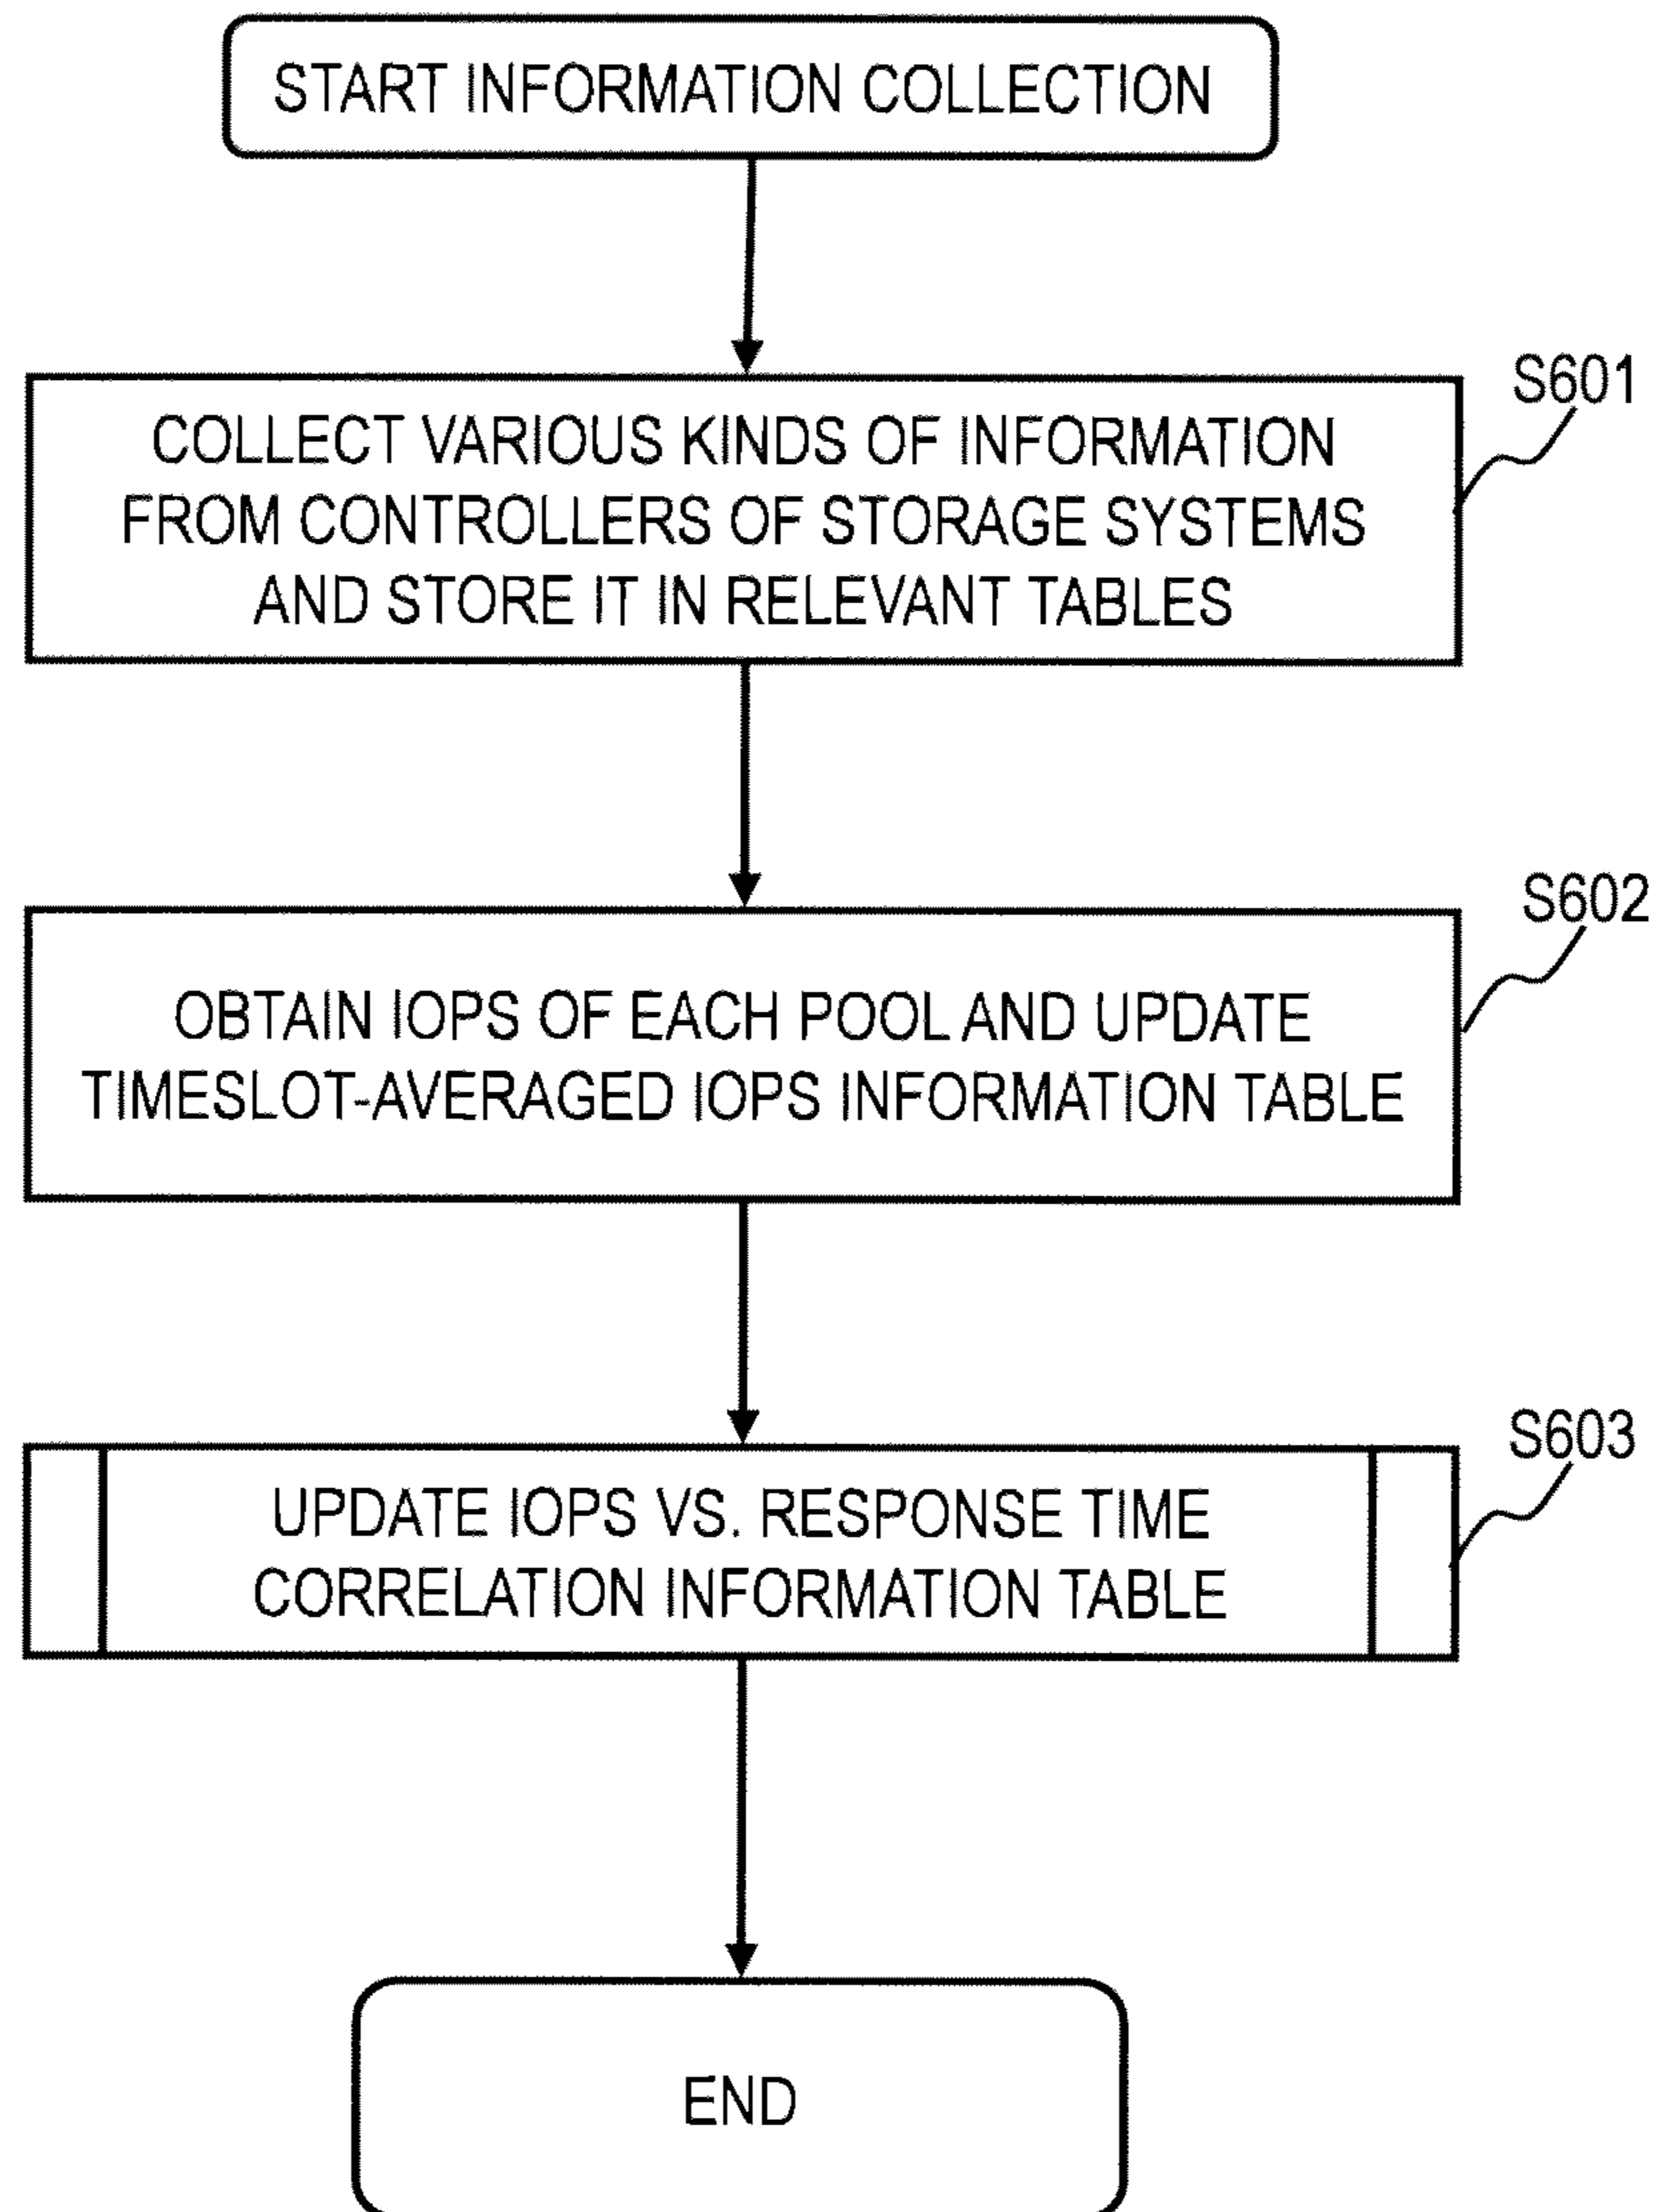 START INFORMATION COLLECTION
S601
COLLECT VARIOUS KINDS OF INFORMATION
FROM CONTROLLERS OF STORAGE SYSTEMS
AND STORE IT IN RELEVANT TABLES
S602
OBTAIN IOPS OF EACH POOL AND UPDATE
TIMESLOT-AVERAGED IOPS INFORMATION TABLE
S603
UPDATE IOPS VS. RESPONSE TIME
CORRELATION INFORMATION TABLE
END